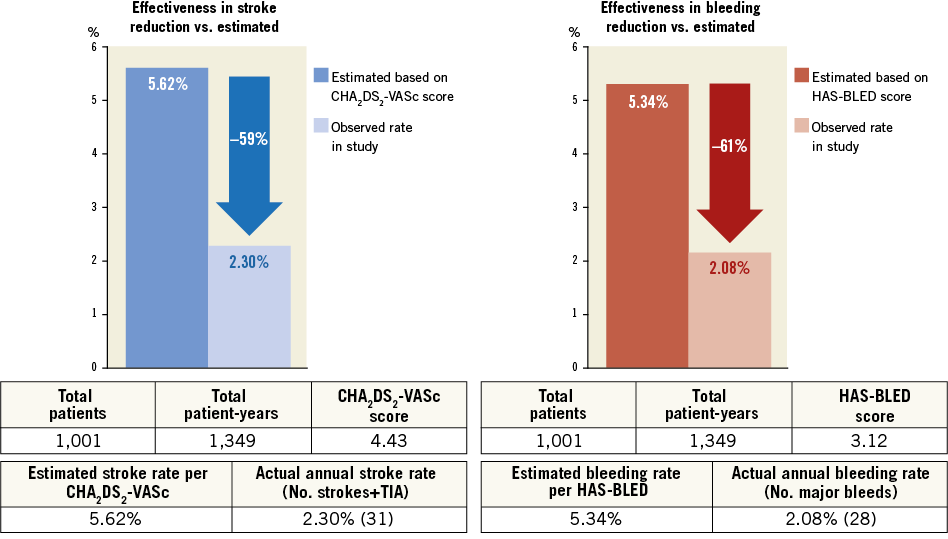 Effectiveness in stroke
reduction vs. estimated
%
6
5
4
3
2
1
0
5.62%
–59%
2.30%
Estimated based on
CHA₂DS₂-VASc score
Observed rate
in study
Total
patients
Total
patient-years
CHA₂DS₂-VASc
score
1,001
1,349
4.43
Estimated stroke rate per
CHA₂DS₂-VASc
Actual annual stroke rate
(No. strokes+TIA)
5.62%
2.30% (31)
Effectiveness in bleeding
reduction vs. estimated
%
6
5
4
3
2
1
0
5.34%
–61%
2.08%
Estimated based on
HAS-BLED score
Observed rate
in study
Total
patients
Total
patient-years
HAS-BLED
score
1,001
1,349
3.12
Estimated bleeding rate
per HAS-BLED
Actual annual bleeding rate
(No. major bleeds)
5.34%
2.08% (28)